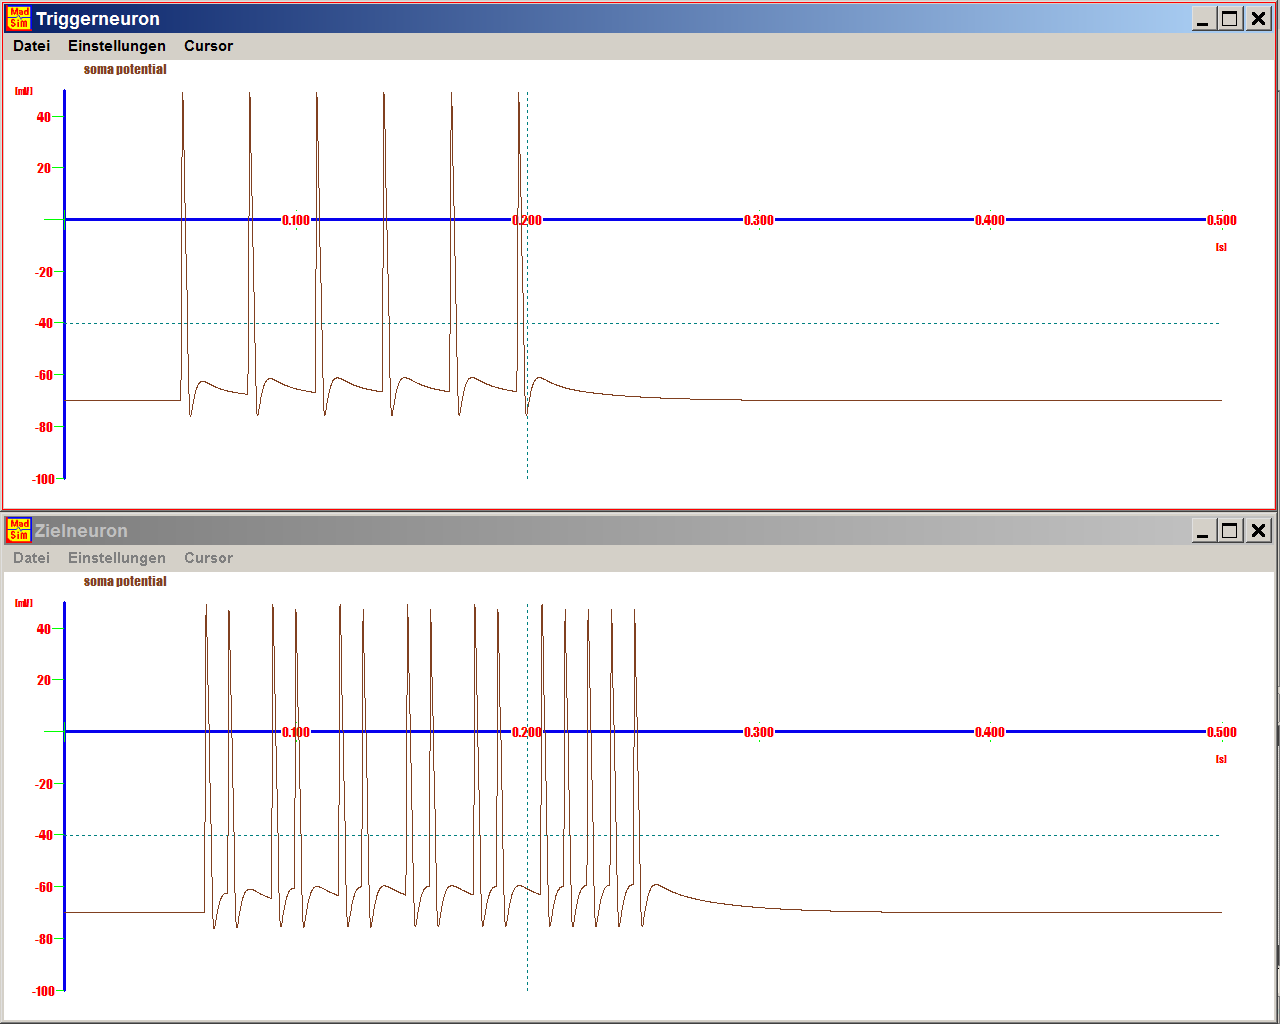 Mad Sim Triggerneuron
Datei Einstellungen Cursor
soma potential
[mV]
40
20
0.100 0.200 0.300 0.400 0.500
[s]
-20
-40
-60
-80
-100
Mad Sim Zielneuron
Datei Einstellungen Cursor
soma potential
[mV]
40
20
0.100 0.200 0.300 0.400 0.500
[s]
-20
-40
-60
-80
-100